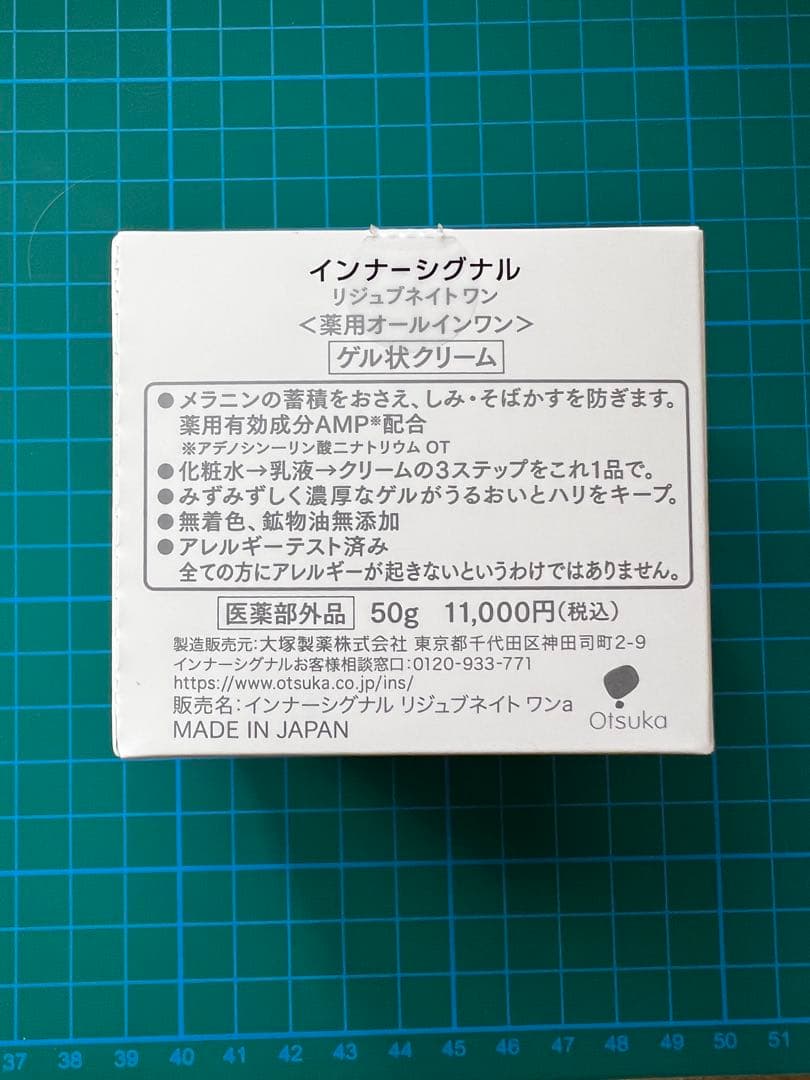 インナーシグナル
リジュブネイト ワン
＜薬用オールインワン＞
ゲル状クリーム
●メラニンの蓄積をおさえ、しみ・そばかすを防ぎます。
薬用有効成分AMP※配合
※アデノシン一リン酸二ナトリウム OT
●化粧水→乳液→クリームの3ステップをこれ1品で。
●みずみずしく濃厚なゲルがうるおいとハリをキープ。
●無着色、鉱物油無添加
●アレルギーテスト済み
全ての方にアレルギーが起きないというわけではありません。
医薬部外品 50g 11,000円(税込)
製造販売元:大塚製薬株式会社 東京都千代田区神田司町2-9
インナーシグナルお客様相談窓口:0120-933-771
https://www.otsuka.co.jp/ins/
販売名:インナーシグナル リジュブネイト ワンa
MADE IN JAPAN
Otsuka
37 38 39 40 41 42 43 44 45 46 47 48 49 50 51